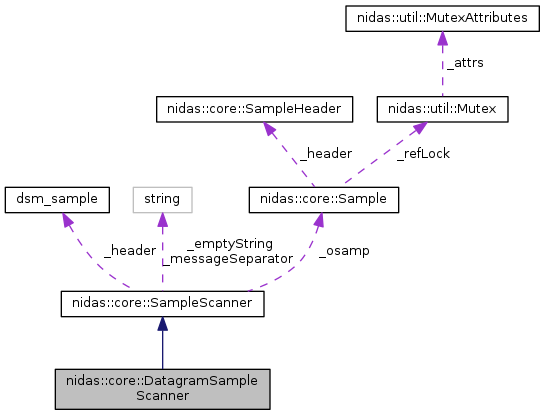 nidas::util::MutexAttributes
_attrs
nidas::core::SampleHeader
nidas::util::Mutex
_header
_refLock
dsm_sample
string
nidas::core::Sample
_header
_emptyString
_messageSeparator
_osamp
nidas::core::SampleScanner
nidas::core::DatagramSample
Scanner